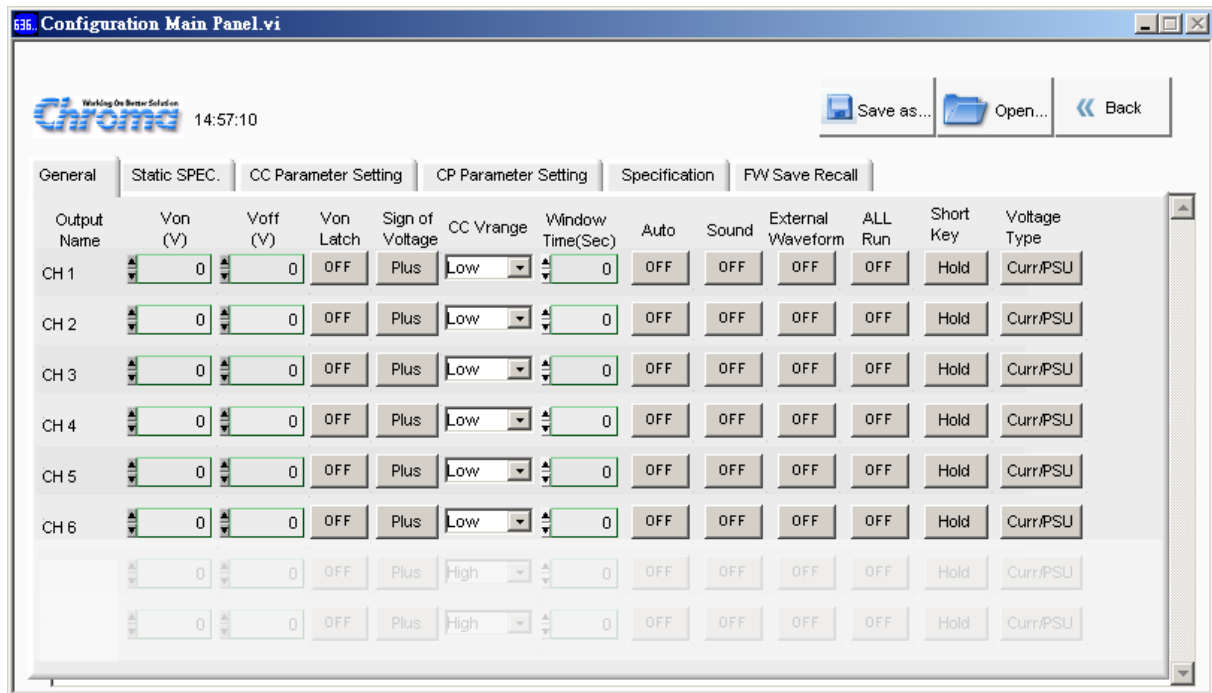 636.. Configuration Main Panel.vi
Working On Better Solution
Chroma 14:57:10 Save as... Open... Back
General Static SPEC. CC Parameter Setting CP Parameter Setting Specification FW Save Recall
Output Name Von (V) Voff (V) Von Latch Sign of Voltage CC Vrange Window Time(Sec) Auto Sound External Waveform ALL Run Short Key Voltage Type
CH 1 0 0 OFF Plus Low 0 OFF OFF OFF OFF Hold Curr/PSU
CH 2 0 0 OFF Plus Low 0 OFF OFF OFF OFF Hold Curr/PSU
CH 3 0 0 OFF Plus Low 0 OFF OFF OFF OFF Hold Curr/PSU
CH 4 0 0 OFF Plus Low 0 OFF OFF OFF OFF Hold Curr/PSU
CH 5 0 0 OFF Plus Low 0 OFF OFF OFF OFF Hold Curr/PSU
CH 6 0 0 OFF Plus Low 0 OFF OFF OFF OFF Hold Curr/PSU
0 0 OFF Plus High 0 OFF OFF OFF OFF Hold Curr/PSU
0 0 OFF Plus High 0 OFF OFF OFF OFF Hold Curr/PSU